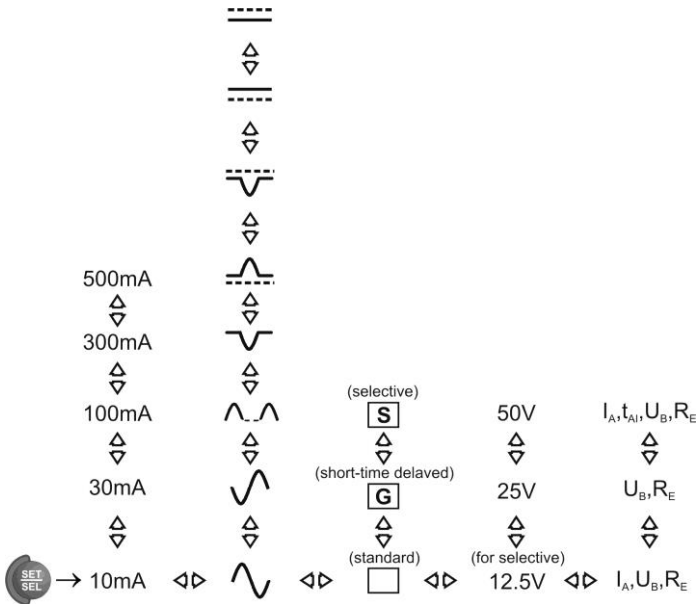 500mA
300mA
(selective)
100mA S 50V I_A,t_AI,U_B,R_E
(short-time delaved)
30mA G 25V U_B,R_E
(standard) (for selective)
SET
SEL
10mA 12.5V I_A,U_B,R_E